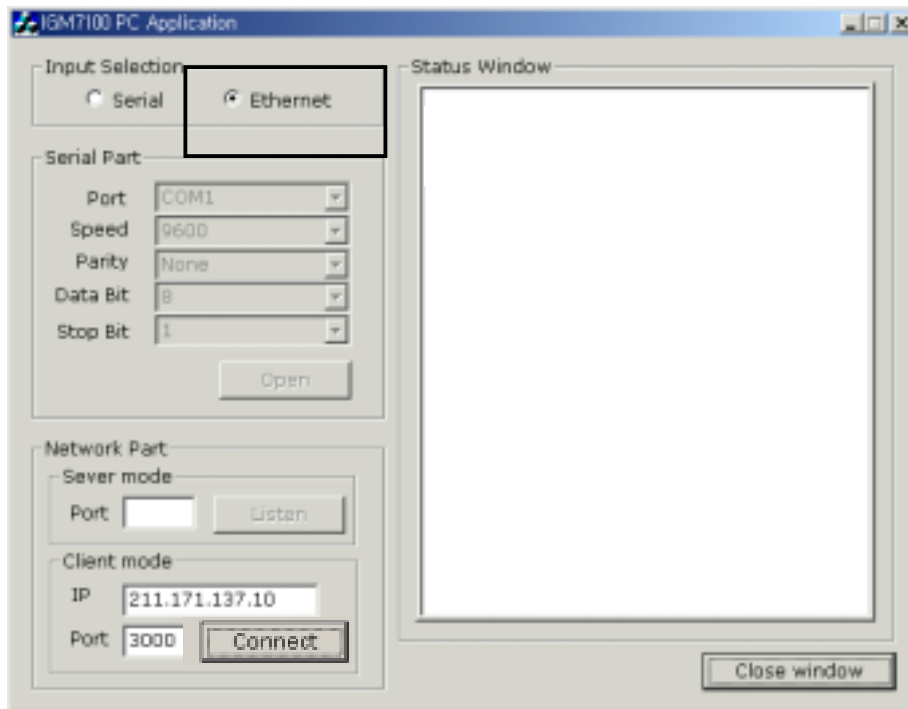 IGM7100 PC Application
Input Selection
Serial
Ethernet
Serial Part
Port COM1
Speed 9600
Parity None
Data Bit 8
Stop Bit 1
Open
Network Part
Sever mode
Port
Listen
Client mode
IP 211.171.137.10
Port 3000
Connect
Status Window
Close window